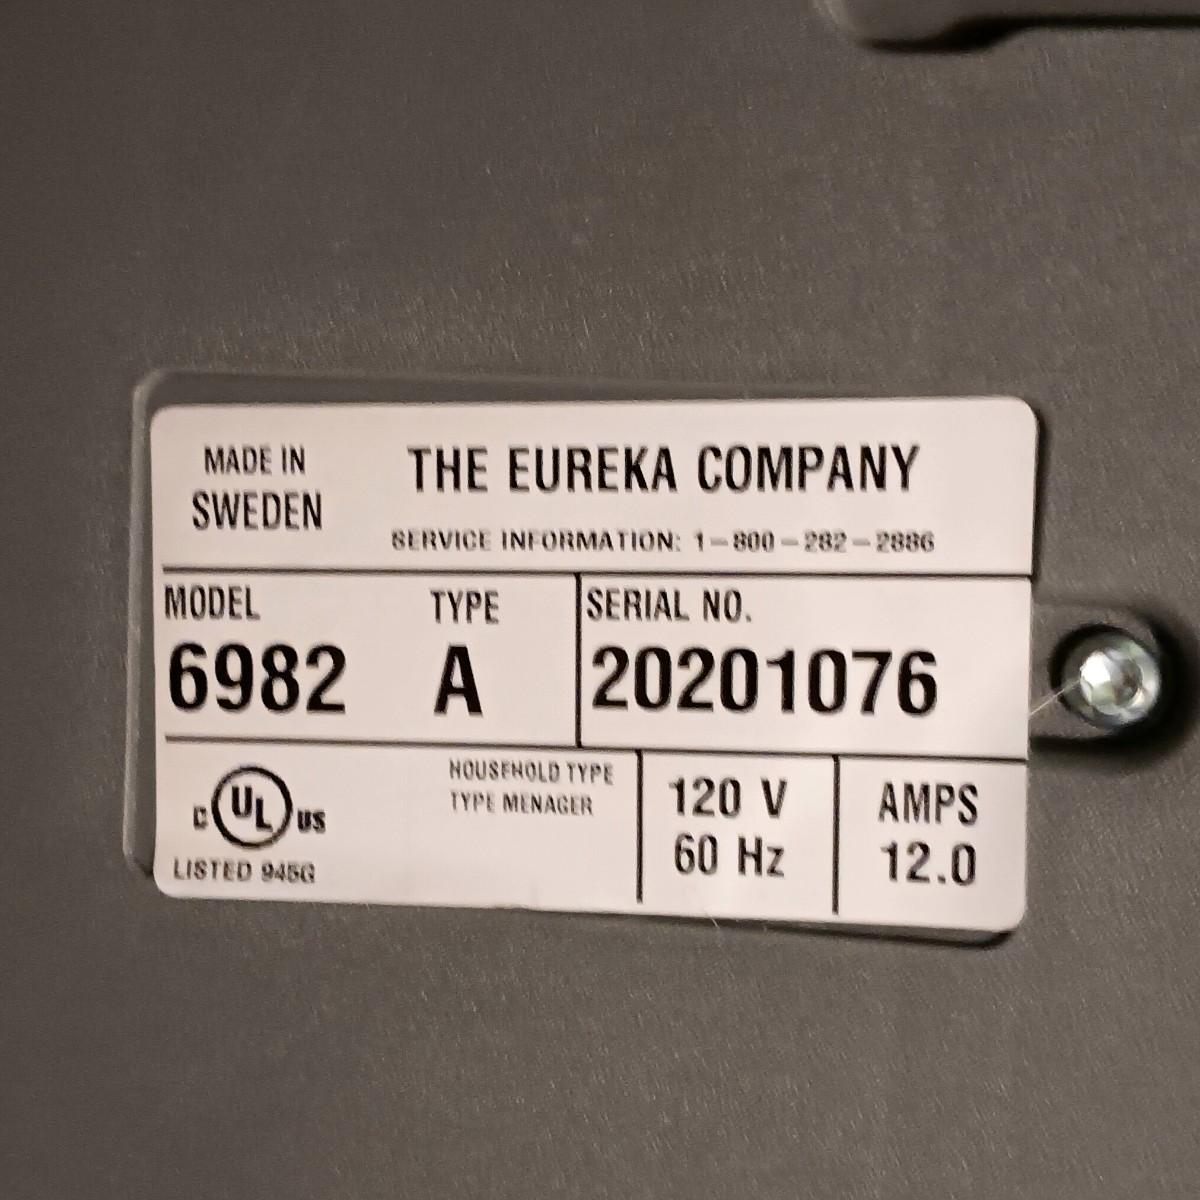 MADE IN
SWEDEN
THE EUREKA COMPANY
SERVICE INFORMATION: 1-800-282-2886
MODEL TYPE
6982 A
SERIAL NO.
20201076
C UL US
LISTED 945G
HOUSEHOLD TYPE
TYPE MENAGER
120 V
60 Hz
AMPS
12.0